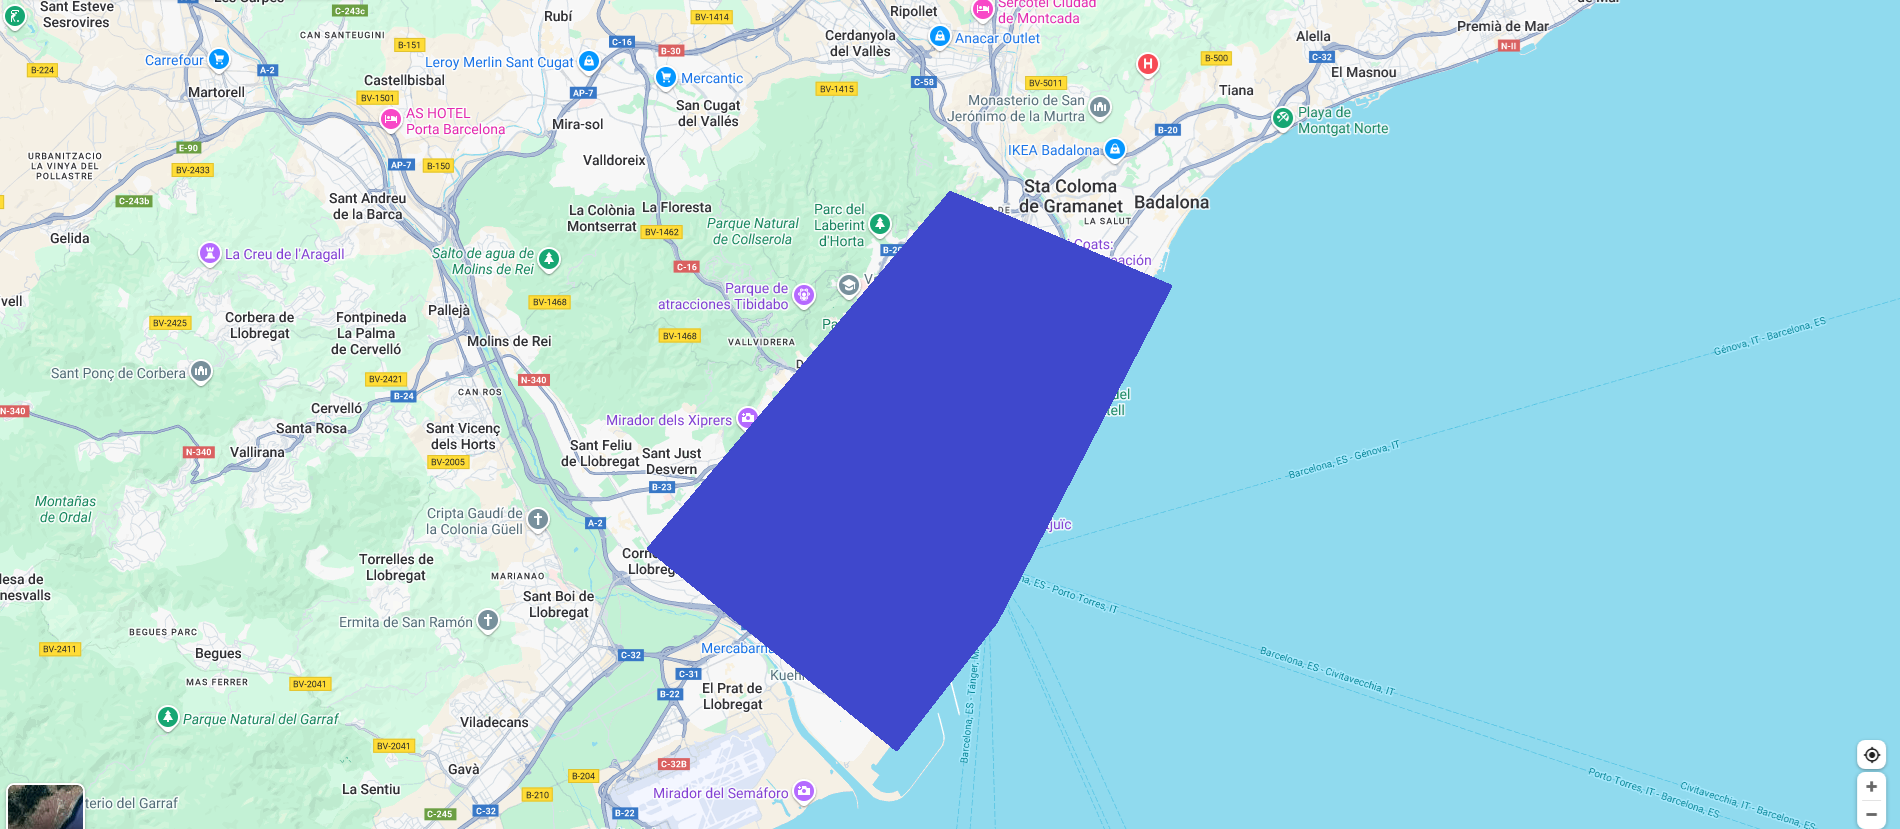 Sant Esteve
Sesrovires
C-243c
Rubí
BV-1414
Ripollet
Sercotel Ciudad
de Montcada
Premià de Mar
N-II
CAN SANTEUGINI
B-151
C-16
B-30
Cerdanyola
del Vallès
Anacar Outlet
Alella
C-32
El Masnou
B-224
Carrefour
A-2
Martorell
Castellbisbal
BV-1501
Leroy Merlin Sant Cugat
AP-7
Mercantic
San Cugat
del Vallés
BV-1415
C-58
H
B-500
BV-5011
Tiana
Monasterio de San
Jerónimo de la Murtra
Playa de
Montgat Norte
AS HOTEL
Porta Barcelona
Mira-sol
B-20
E-90
IKEA Badalona
URBANITZACIO
LA VINYA DEL
POLLASTRE
BV-2433
AP-7
B-150
Valldoreix
C-243b
Sant Andreu
de la Barca
La Colònia
Montserrat
La Floresta
BV-1462
Parque Natural
de Collserola
Parc del
Laberint
d'Horta
Sta Coloma
de Gramanet
Badalona
LA SALUT
DE
Coats:
Gelida
La Creu de l'Aragall
Salto de agua de
Molins de Rei
C-16
BV-1468
Parque de
atracciones Tibidabo
vell
Corbera de
Llobregat
BV-2425
Fontpineda
La Palma
de Cervelló
Pallejà
Molins de Rei
BV-1468
VALLVIDRERA
Génova, IT - Barcelona, ES
Sant Ponç de Corbera
BV-2421
B-24
N-340
CAN ROS
N-340
Cervelló
Santa Rosa
Mirador dels Xiprers
del
tell
N-340
Vallirana
Sant Vicenç
dels Horts
BV-2005
Sant Feliu
de Llobregat
Sant Just
Desvern
B-23
Barcelona, ES - Génova, IT
Montañas
de Ordal
Cripta Gaudí de
la Colonia Güell
A-2
juïc
Torrelles de
Llobregat
MARIANAO
Corn
Llobreg
ES - Porto Torres, IT
lesa de
nesvalls
Sant Boi de
Llobregat
Ermita de San Ramón
BEGUES PARC
BV-2411
Begues
C-32
Mercabarn
Barcelona, ES - Civitavecchia, IT
MAS FERRER
BV-2041
C-31
B-22
El Prat de
Llobregat
Kueh
Barcelona, ES - Tánger, M
Parque Natural del Garraf
Viladecans
BV-2041
Gavà
B-204
C-32B
La Sentiu
B-210
Mirador del Semáforo
terio del Garraf
C-245
C-32
B-22
Porto Torres, IT - Barcelona, ES
Civitavecchia, IT - Barcelona, ES